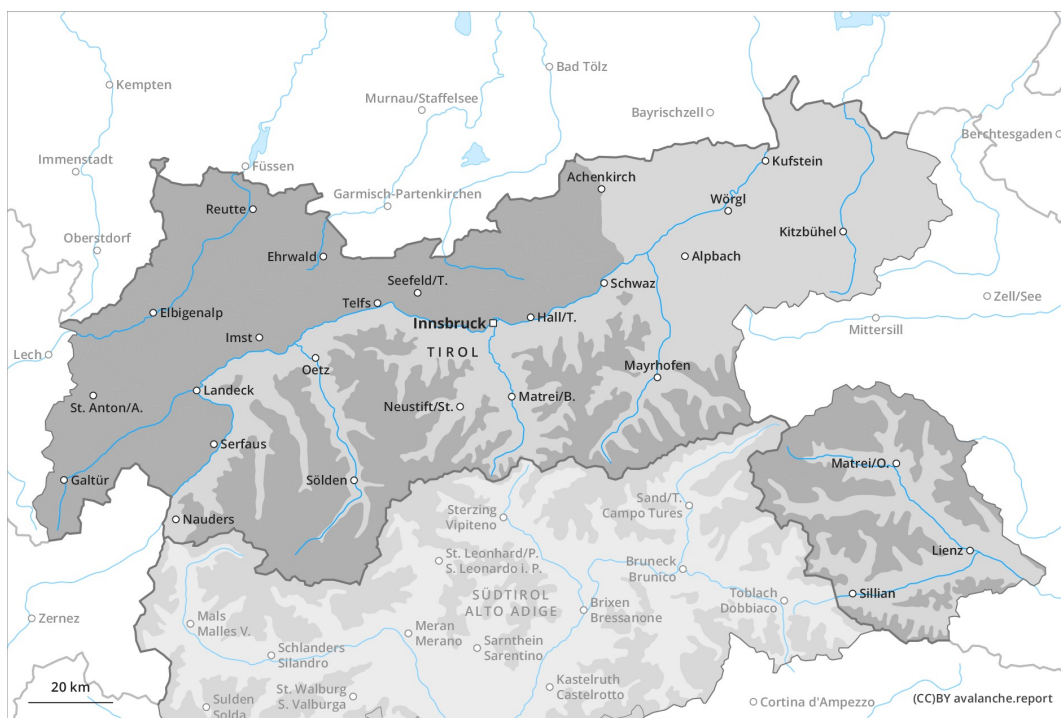 Kempten
Bad Tölz
Murnau/Staffelsee
Bayrischzell
Berchtesgaden
Immenstadt
Füssen
Kufstein
Achenkirch
Garmisch-Partenkirchen
Reutte
Wörgl
Kitzbühel
Oberstdorf
Ehrwald
Alpbach
Seefeld/T.
Schwaz
Zell/See
Telfs
Elbigenalp
Innsbruck
Hall/T.
Mittersill
Imst
TIROL
Lech
Oetz
Mayrhofen
Landeck
Matrei/B.
St. Anton/A.
Neustift/St.
Serfaus
Matrei/O.
Galtür
Sölden
Sand/T.
Campo Tures
Sterzing
Vipiteno
Nauders
Lienz
St. Leonhard/P.
S. Leonardo i. P.
Bruneck
Brunico
SÜDTIROL
ALTO ADIGE
Toblach
Dobbiaco
Sillian
Brixen
Bressanone
Zernez
Mals
Malles V.
Meran
Merano
Sarnthein
Sarentino
Schlanders
Silandro
20 km
St. Walburg
S. Valburga
Kastelruth
Castelrotto
Sulden
Solda
Cortina d'Ampezzo
(CC)BY avalanche.report